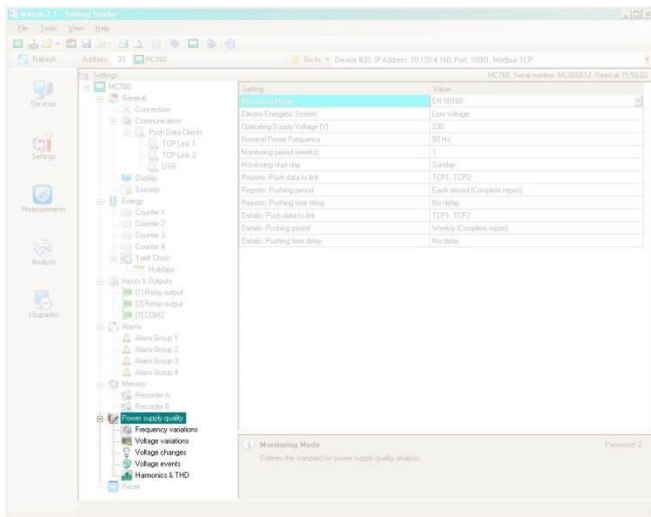 MiQen 2.1 - Setting Studio
File Tools View Help
Refresh Address: 33 MC760 Go to Device #33, IP Address: 10.120.4.160, Port: 10001, Modbus TCP
Settings MC760, Serial number: MC006612, Read at 15:50:02
Devices
Settings
Measurements
Analysis
Upgrades
MC760
General
Connection
Communication
Push Data Clients
TCP Link 1
TCP Link 2
USB
Display
Security
Energy
Counter 1
Counter 2
Counter 3
Counter 4
Tariff Clock
Holidays
Inputs & Outputs
[1] Relay output
[2] Relay output
[3] COM2
Alarms
Alarm Group 1
Alarm Group 2
Alarm Group 3
Alarm Group 4
Memory
Recorder A
Recorder B
Power supply quality
Frequency variations
Voltage variations
Voltage changes
Voltage events
Harmonics & THD
Reset
Setting Value
Monitoring Mode EN 50160
Electro Energetic System Low voltage
Operating Supply Voltage [V] 230
Nominal Power Frequency 50 Hz
Monitoring period (weeks) 1
Monitoring start day Sunday
Reports: Push data to link TCP1, TCP2
Reports: Pushing period Each record (Complete report)
Reports: Pushing time delay No delay
Details: Push data to link TCP1, TCP2
Details: Pushing period Weekly (Complete report)
Details: Pushing time delay No delay
Monitoring Mode Password: 2
Defines the standard for power supply quality analysis.